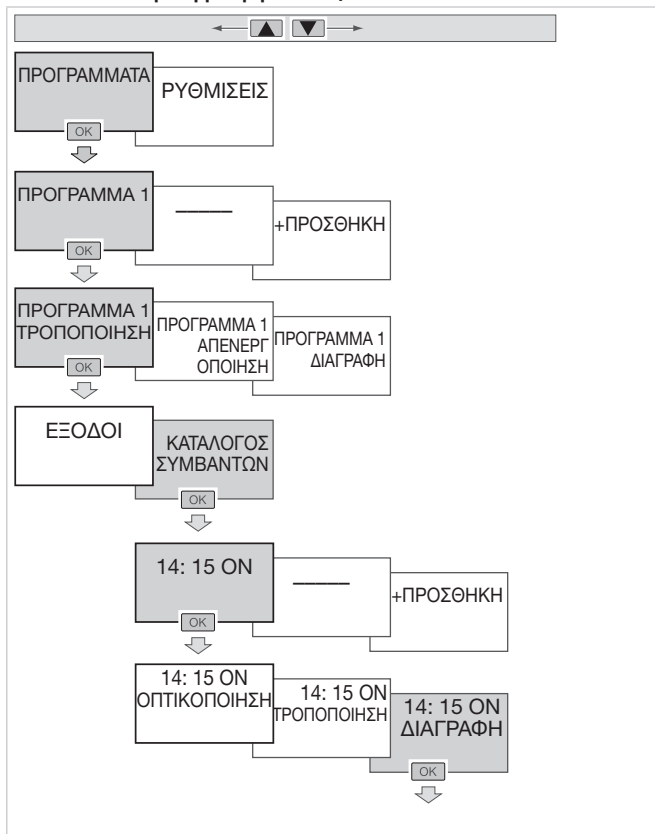 ΠΡΟΓΡΑΜΜΑΤΑ
ΡΥΘΜΙΣΕΙΣ
OK
ΠΡΟΓΡΑΜΜΑ 1
_____
+ΠΡΟΣΘΗΚΗ
OK
ΠΡΟΓΡΑΜΜΑ 1
ΤΡΟΠΟΠΟΙΗΣΗ
ΠΡΟΓΡΑΜΜΑ 1
ΑΠΕΝΕΡΓ
ΟΠΟΙΗΣΗ
ΠΡΟΓΡΑΜΜΑ 1
ΔΙΑΓΡΑΦΗ
OK
ΕΞΟΔΟΙ
ΚΑΤΑΛΟΓΟΣ
ΣΥΜΒΑΝΤΩΝ
OK
14: 15 ON
_____
+ΠΡΟΣΘΗΚΗ
OK
14: 15 ON
ΟΠΤΙΚΟΠΟΙΗΣΗ
14: 15 ON
ΤΡΟΠΟΠΟΙΗΣΗ
14: 15 ON
ΔΙΑΓΡΑΦΗ
OK